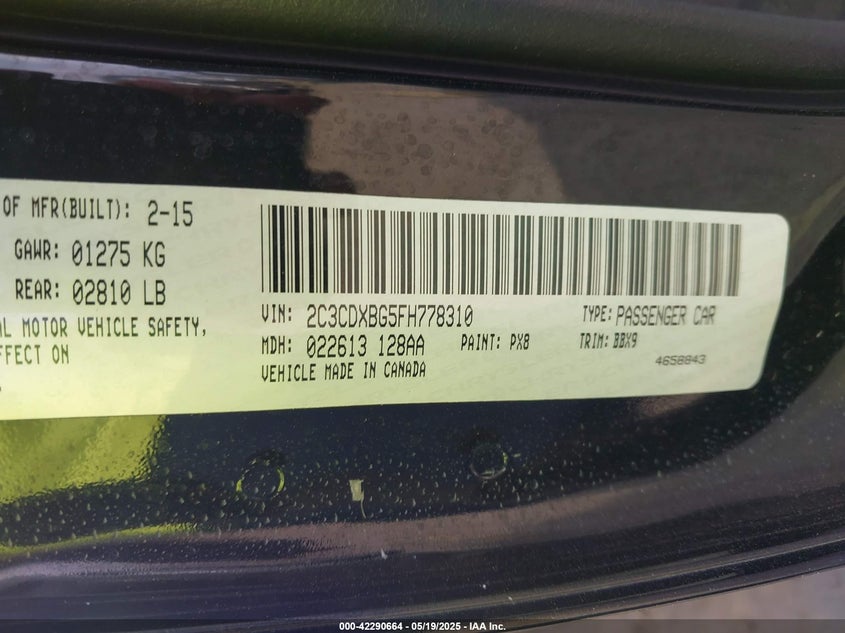 OF MFR(BUILT): 2-15
GAWR: 01275 KG
REAR: 02810 LB
MOTOR VEHICLE SAFETY,
EFFECT ON
VIN: 2C3CDXBG5FH778310 TYPE: PASSENGER CAR
MDH: 022613 128AA PAINT: PX8 TRIM: BBX9
VEHICLE MADE IN CANADA 4658843
000-42290664 - 05/19/2025 - IAA Inc.